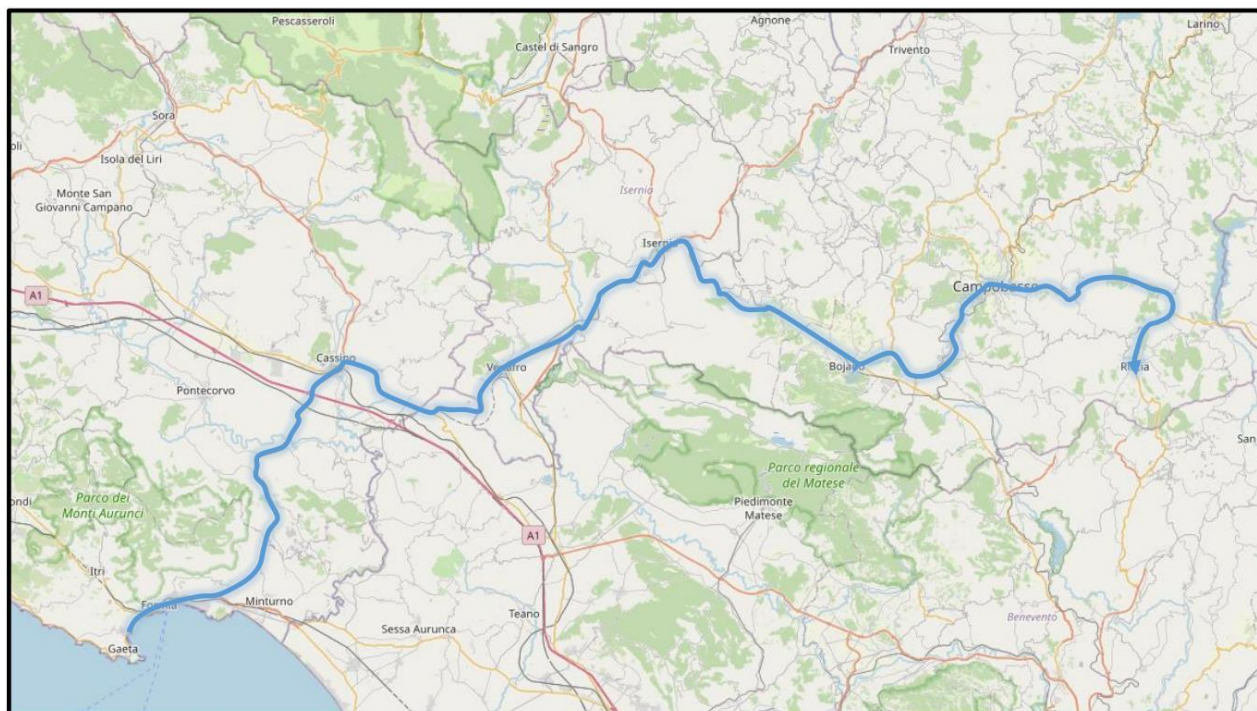 Pescasseroli
Agnone
Larino
Castel di Sangro
Trivento
Sora
oli
Isola del Liri
Isernia
Monte San
Giovanni Campano
A1
Cassino
Pontecorvo
Bojano
San
Parco dei
Monti Aurunci
ondi
Parco regionale
del Matese
Piedimonte
Matese
A1
Itri
Minturno
Teano
Sessa Aurunca
Benevento
Gaeta